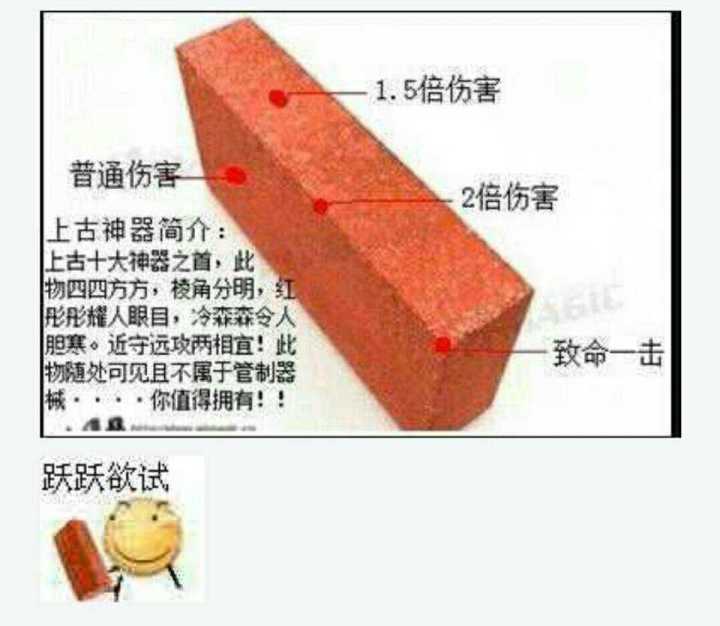 1.5倍伤害
普通伤害
2倍伤害
上古神器简介：
上古十大神器之首，此
物四四方方，棱角分明，红
彤彤耀人眼目，冷森森令人
胆寒。近守远攻两相宜！此
物随处可见且不属于管制器
械····你值得拥有！！
致命一击
跃跃欲试